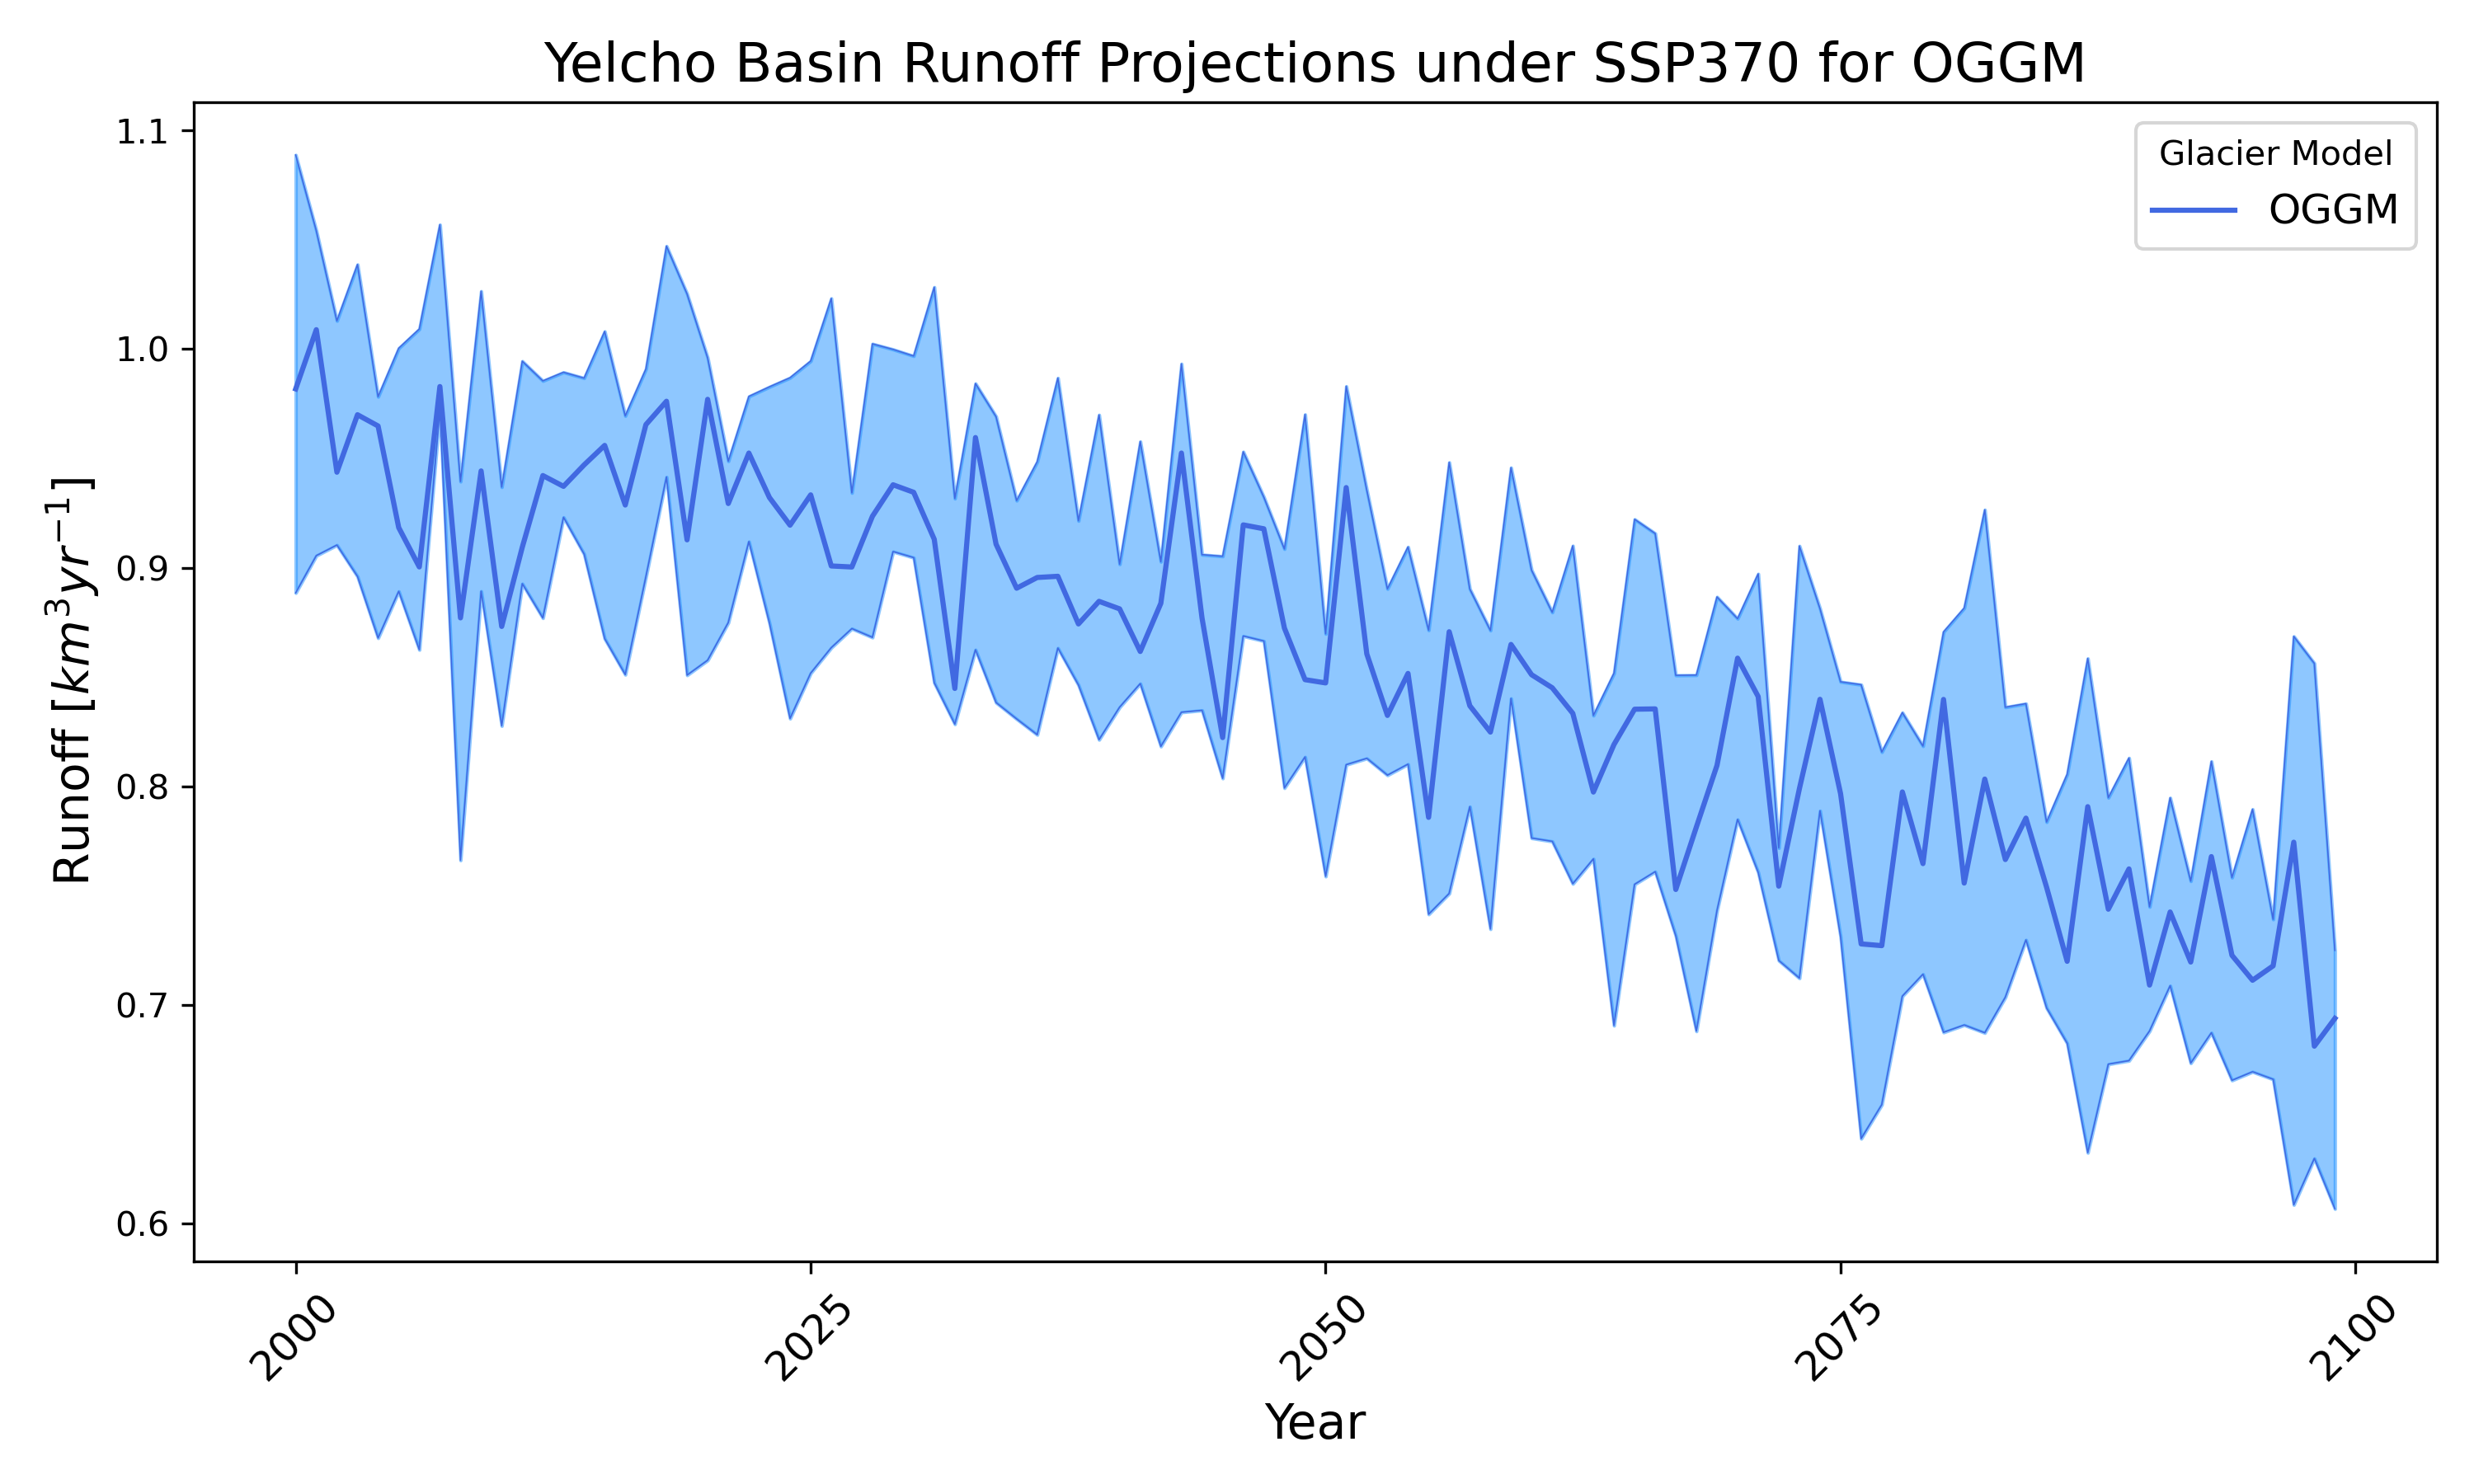 Yelcho Basin Runoff Projections under SSP370 for OGGM
Glacier Model
OGGM
Runoff [km³yr⁻¹]
1.1
1.0
0.9
0.8
0.7
0.6
2000
2025
2050
2075
2100
Year